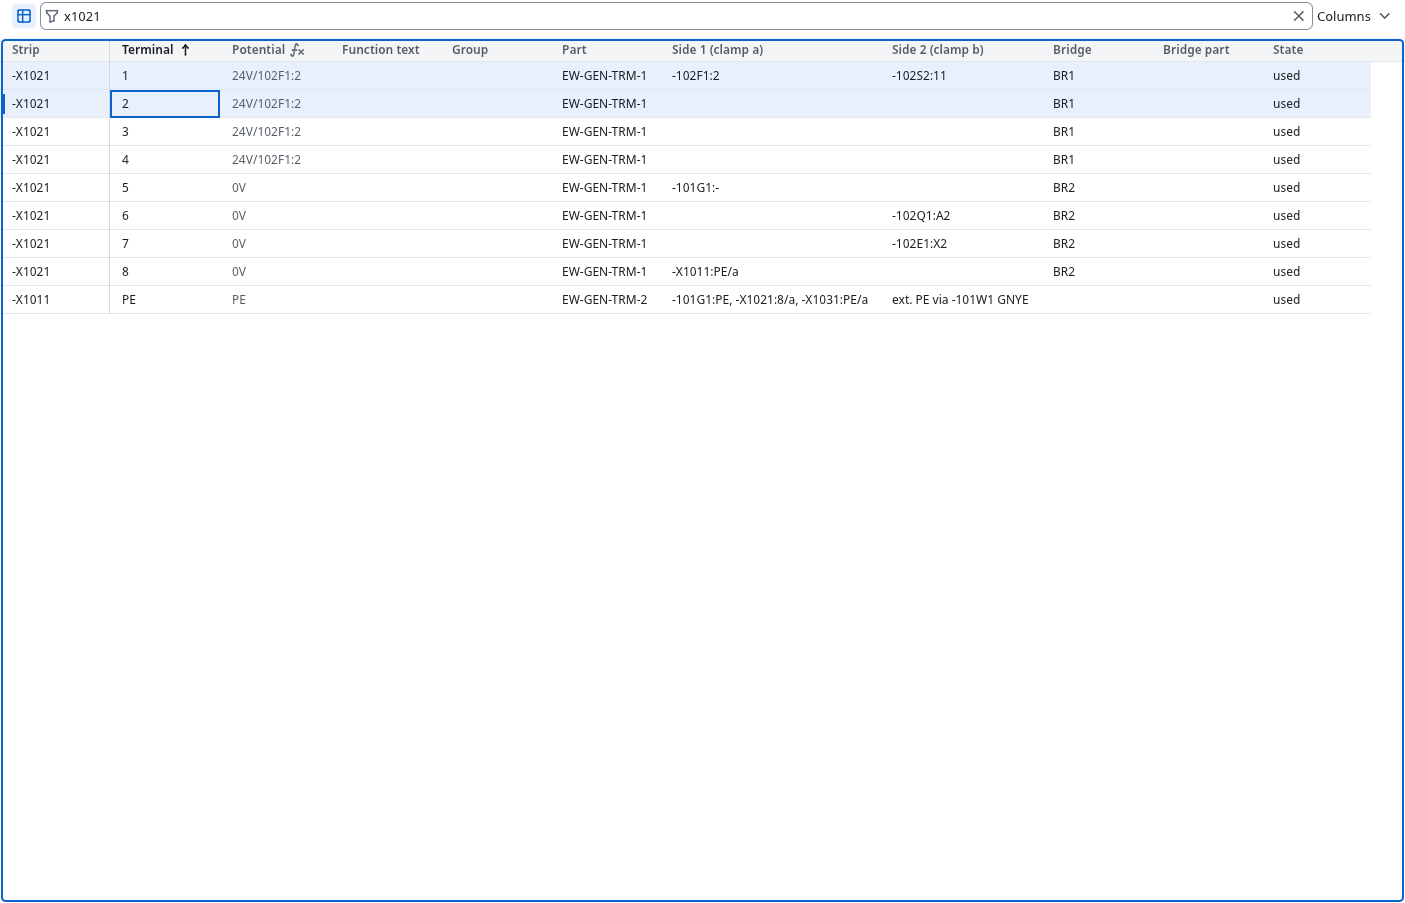 x1021 Columns
Strip Terminal Potential Function text Group Part Side 1 (clamp a) Side 2 (clamp b) Bridge Bridge part State
-X1021 1 24V/102F1:2 EW-GEN-TRM-1 -102F1:2 -102S2:11 BR1 used
-X1021 2 24V/102F1:2 EW-GEN-TRM-1 BR1 used
-X1021 3 24V/102F1:2 EW-GEN-TRM-1 BR1 used
-X1021 4 24V/102F1:2 EW-GEN-TRM-1 BR1 used
-X1021 5 0V EW-GEN-TRM-1 -101G1:- BR2 used
-X1021 6 0V EW-GEN-TRM-1 -102Q1:A2 BR2 used
-X1021 7 0V EW-GEN-TRM-1 -102E1:X2 BR2 used
-X1021 8 0V EW-GEN-TRM-1 -X1011:PE/a BR2 used
-X1011 PE PE EW-GEN-TRM-2 -101G1:PE, -X1021:8/a, -X1031:PE/a ext. PE via -101W1 GNYE used